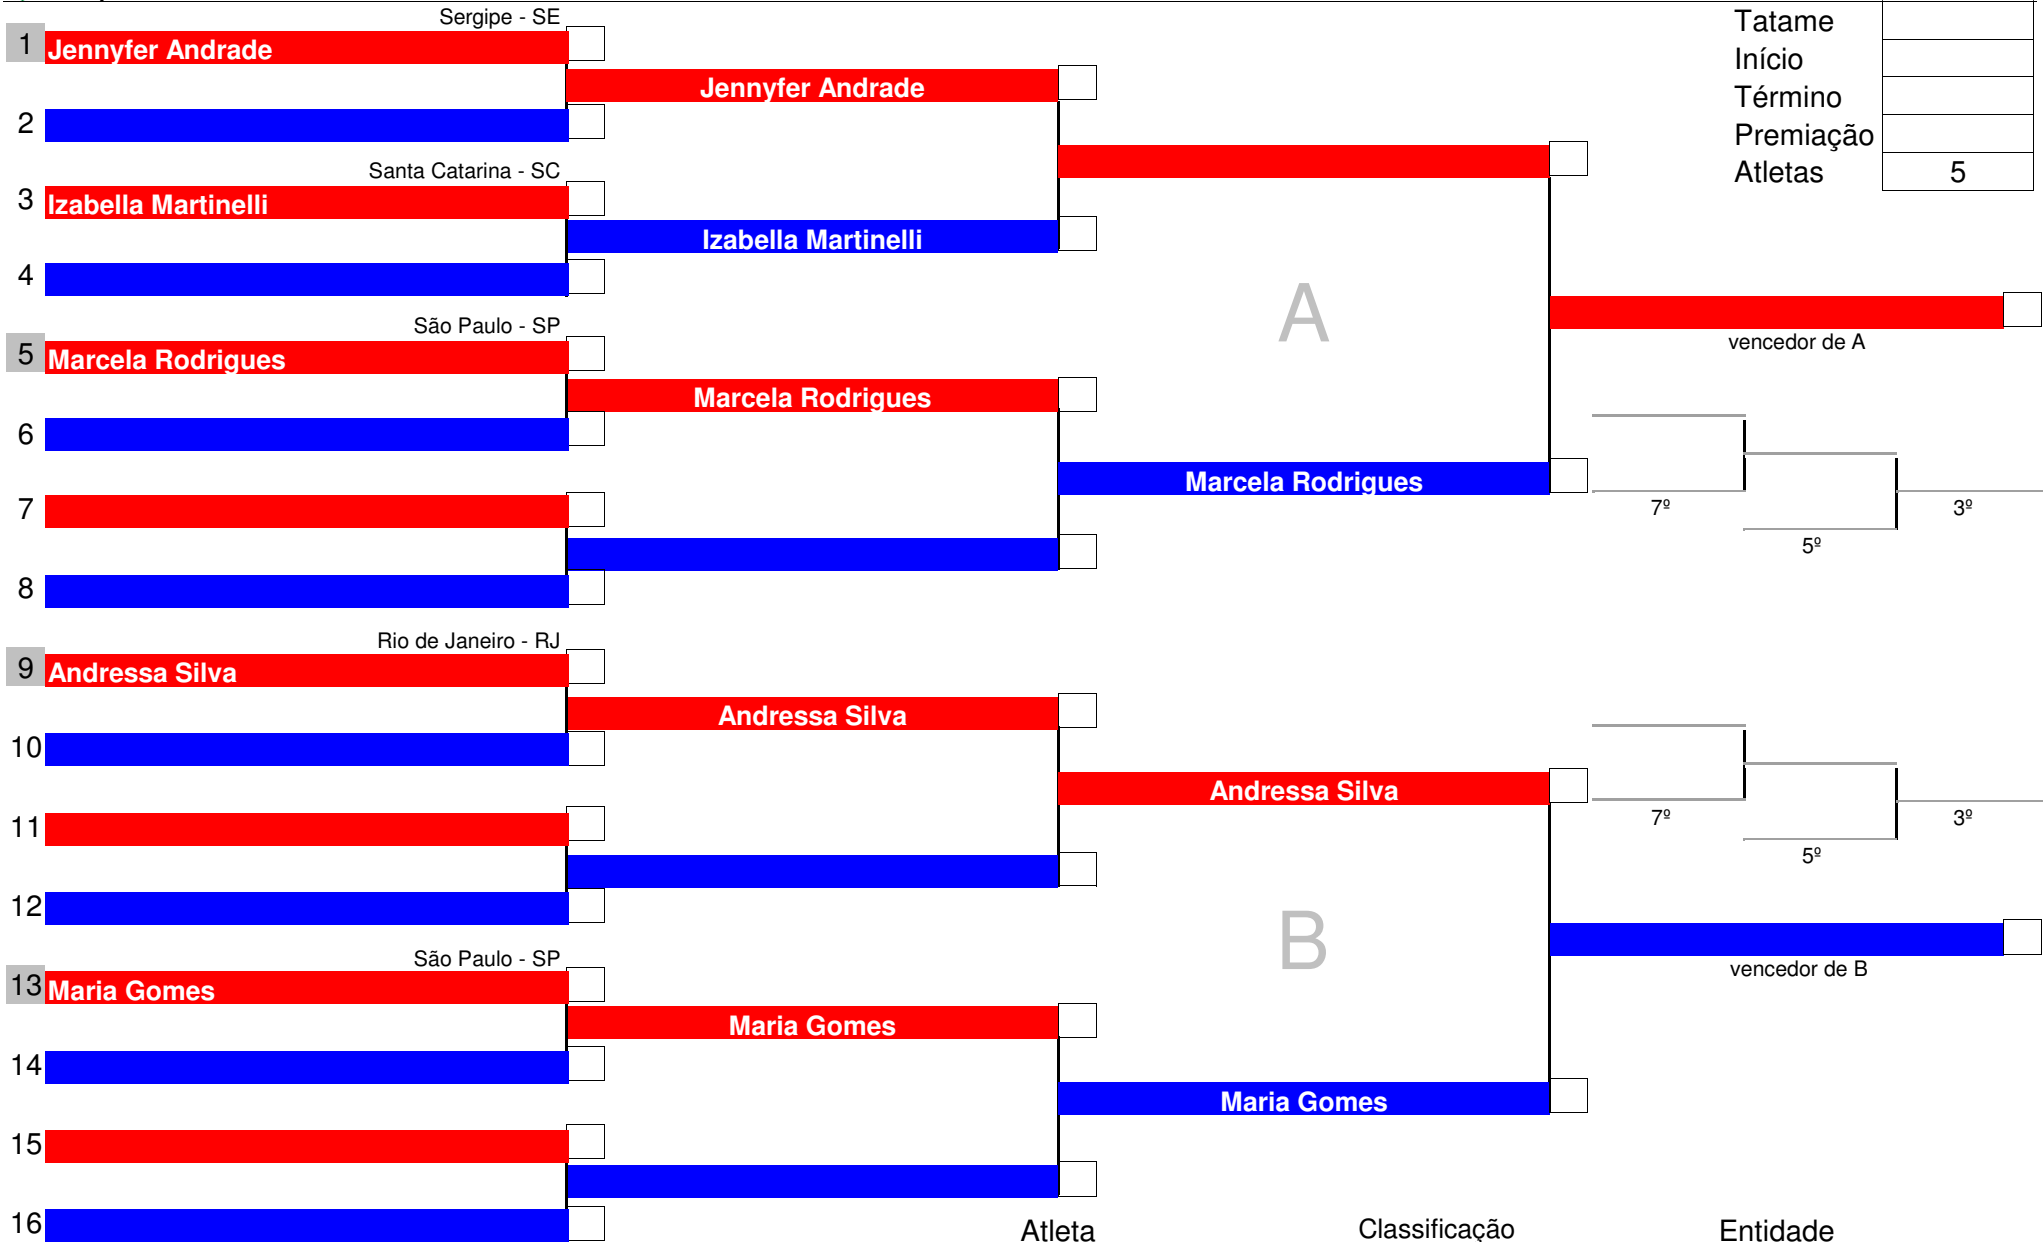 Sergipe - SE
1 Jennyfer Andrade
Jennyfer Andrade
2
Santa Catarina - SC
3 Izabella Martinelli
Izabella Martinelli
4
São Paulo - SP
5 Marcela Rodrigues
Marcela Rodrigues
6
Marcela Rodrigues
7
8
A
vencedor de A
7º
5º
3º
Rio de Janeiro - RJ
9 Andressa Silva
Andressa Silva
10
Andressa Silva
11
12
São Paulo - SP
13 Maria Gomes
Maria Gomes
14
Maria Gomes
15
16
B
7º
5º
3º
vencedor de B
Tatame
Início
Término
Premiação
Atletas 5
Atleta Classificação Entidade